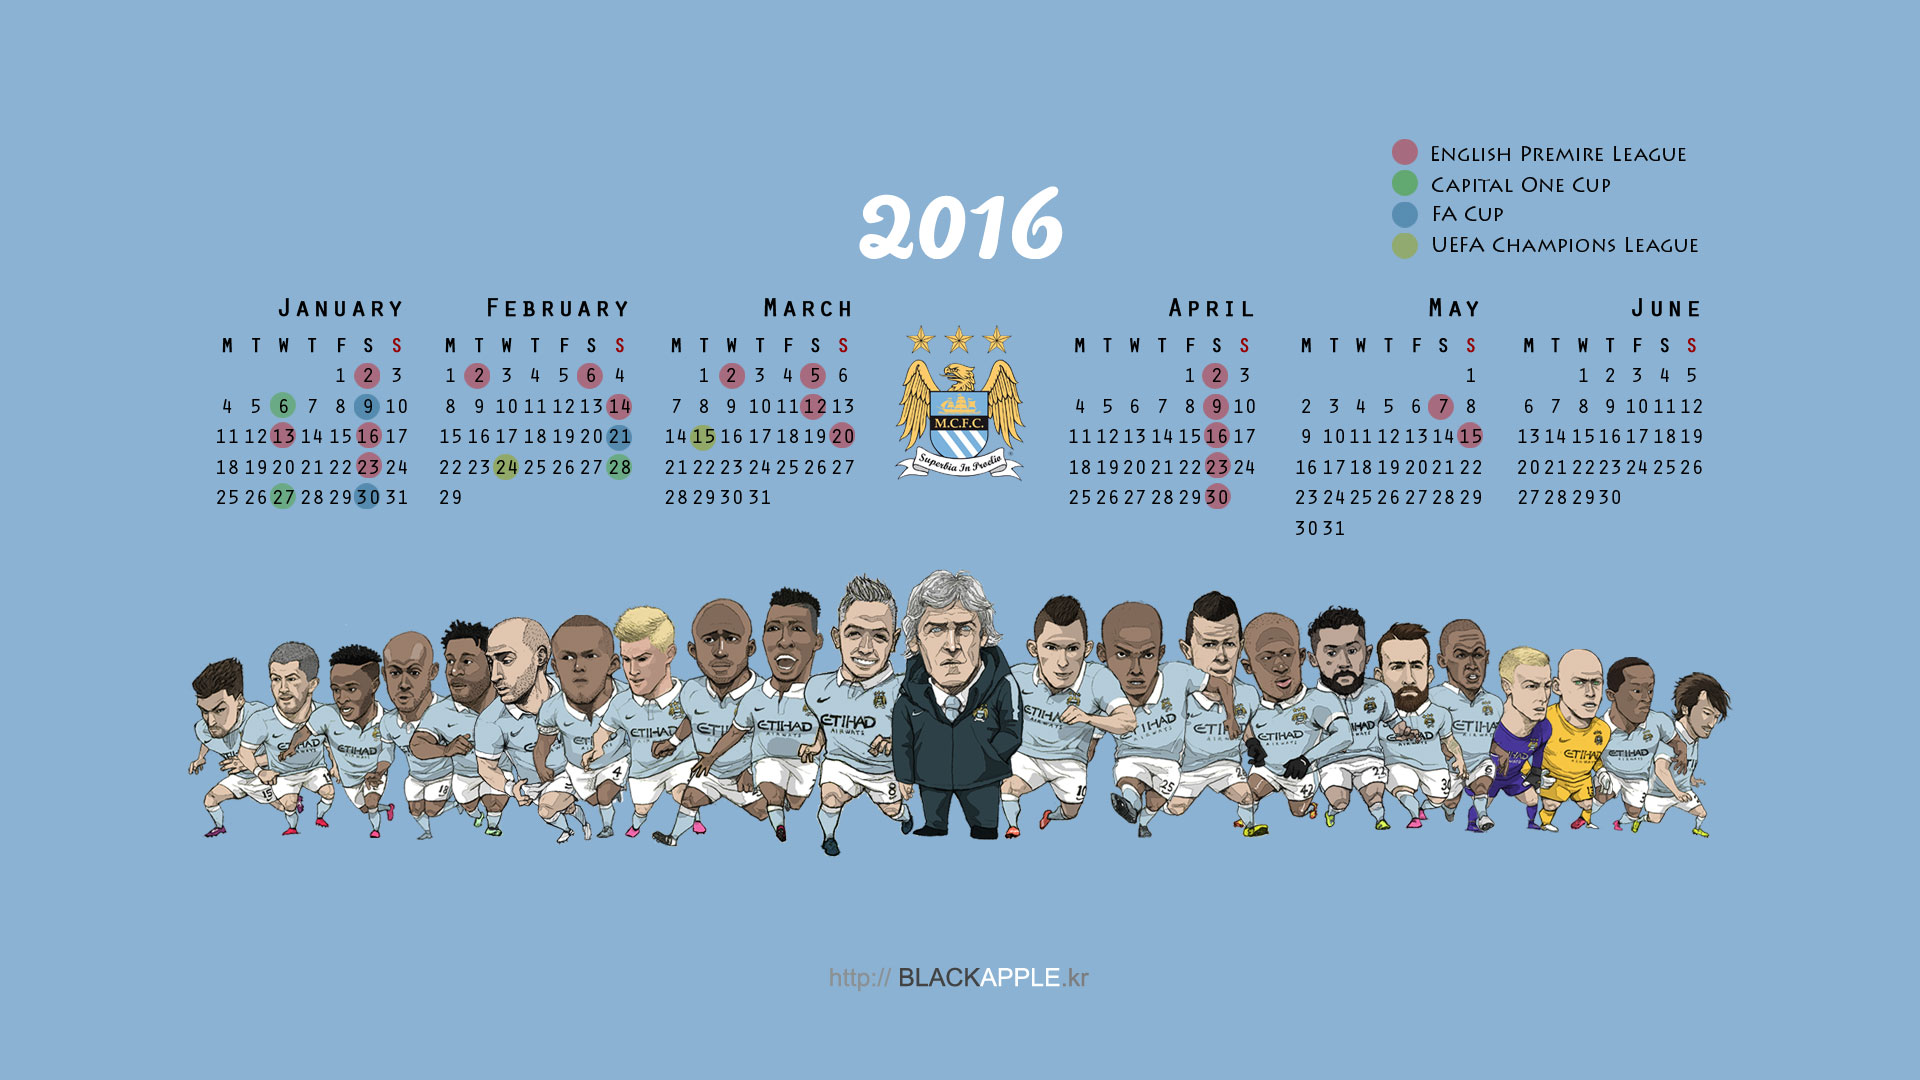 English Premire League
Capital One Cup
FA Cup
UEFA Champions League
2016
January
M T W T F S S
1 2 3
4 5 6 7 8 9 10
11 12 13 14 15 16 17
18 19 20 21 22 23 24
25 26 27 28 29 30 31
February
M T W T F S S
1 2 3 4 5 6 4
8 9 10 11 12 13 14
15 16 17 18 19 20 21
22 23 24 25 26 27 28
29
March
M T W T F S S
1 2 3 4 5 6
7 8 9 10 11 12 13
14 15 16 17 18 19 20
21 22 23 24 25 26 27
28 29 30 31
M.C.F.C.
Superbia In Proelio
April
M T W T F S S
1 2 3
4 5 6 7 8 9 10
11 12 13 14 15 16 17
18 19 20 21 22 23 24
25 26 27 28 29 30
May
M T W T F S S
1
2 3 4 5 6 7 8
9 10 11 12 13 14 15
16 17 18 19 20 21 22
23 24 25 26 27 28 29
30 31
June
M T W T F S S
1 2 3 4 5
6 7 8 9 10 11 12
13 14 15 16 17 18 19
20 21 22 23 24 25 26
27 28 29 30
ETIHAD
AIRWAYS
http:// BLACKAPPLE.kr